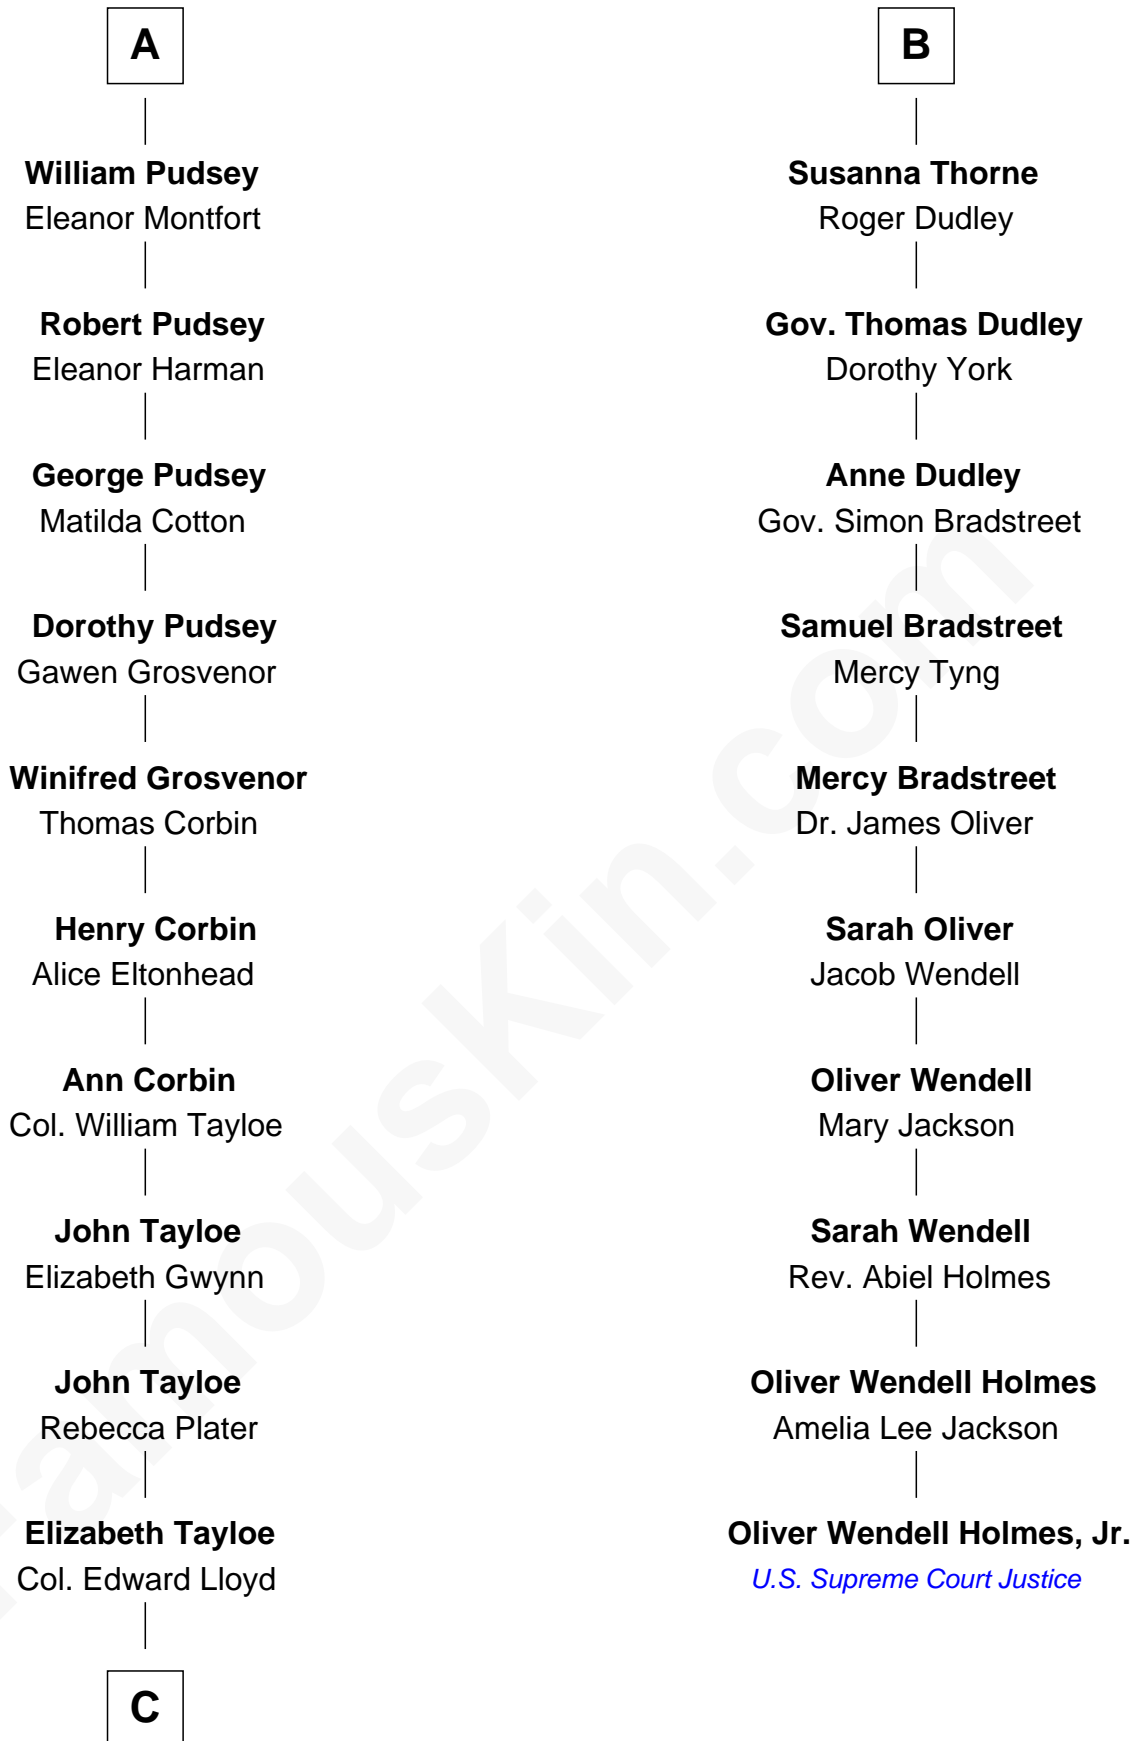 A
William Pudsey
Eleanor Montfort
Robert Pudsey
Eleanor Harman
George Pudsey
Matilda Cotton
Dorothy Pudsey
Gawen Grosvenor
Winifred Grosvenor
Thomas Corbin
Henry Corbin
Alice Eltonhead
Ann Corbin
Col. William Tayloe
John Tayloe
Elizabeth Gwynn
John Tayloe
Rebecca Plater
Elizabeth Tayloe
Col. Edward Lloyd
C
B
Susanna Thorne
Roger Dudley
Gov. Thomas Dudley
Dorothy York
Anne Dudley
Gov. Simon Bradstreet
Samuel Bradstreet
Mercy Tyng
Mercy Bradstreet
Dr. James Oliver
Sarah Oliver
Jacob Wendell
Oliver Wendell
Mary Jackson
Sarah Wendell
Rev. Abiel Holmes
Oliver Wendell Holmes
Amelia Lee Jackson
Oliver Wendell Holmes, Jr.
U.S. Supreme Court Justice
FamousKin.com